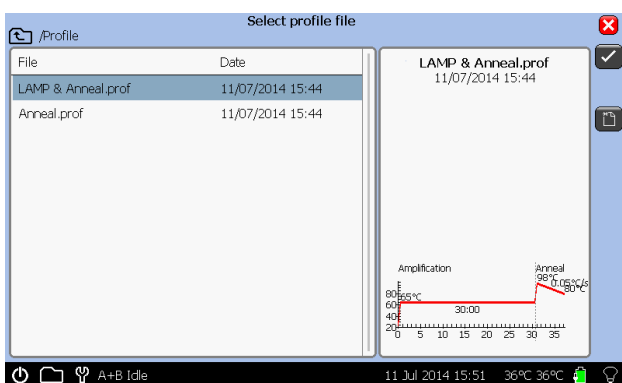 Select profile file
/Profile
File Date
LAMP & Anneal.prof 11/07/2014 15:44
Anneal.prof 11/07/2014 15:44
LAMP & Anneal.prof
11/07/2014 15:44
Amplification Anneal
98°C
0.05°C/s
80°C
65°C
30:00
80
60
40
20
0 5 10 15 20 25 30 35
A+B Idle 11 Jul 2014 15:51 36°C 36°C